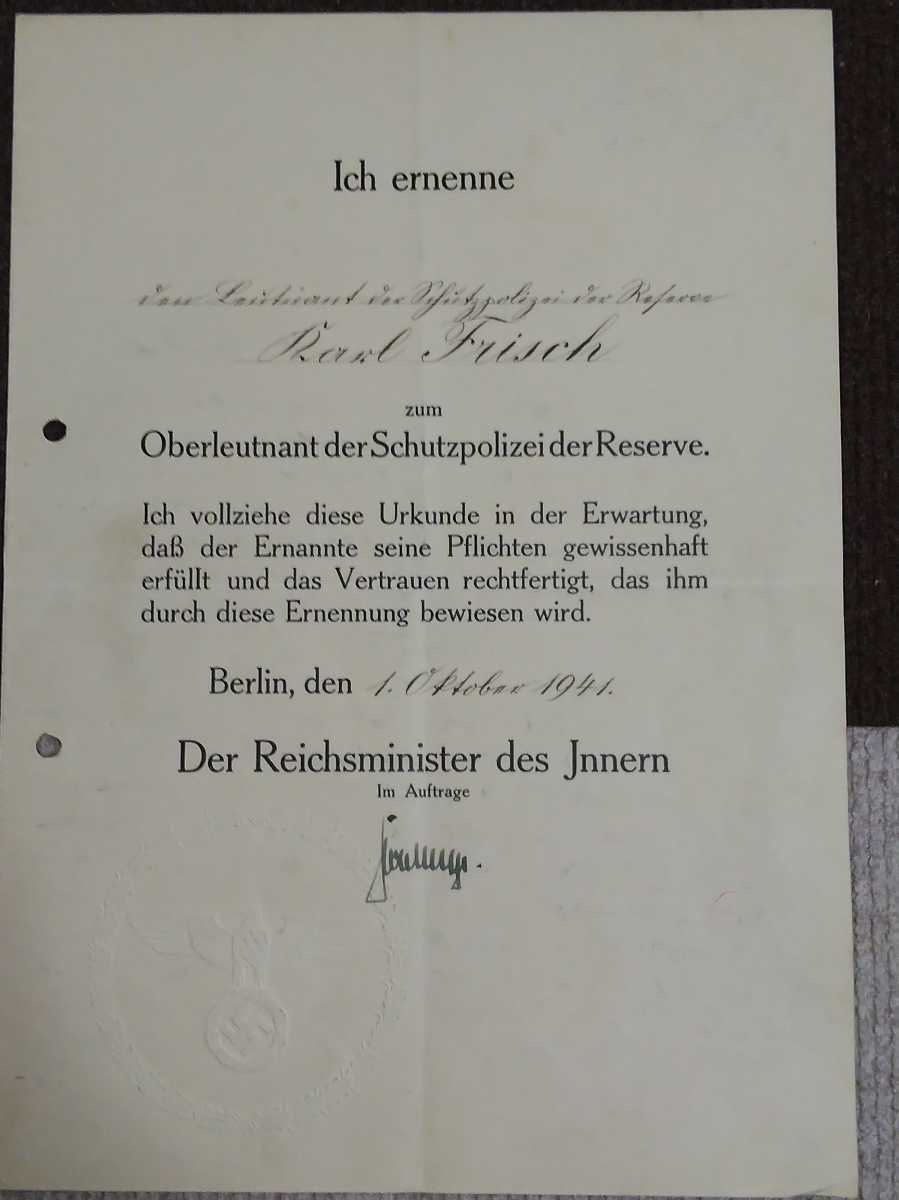 Ich ernenne
den Leutnant der Schutzpolizei der Reserve
Karl Frisch
zum
Oberleutnant der Schutzpolizei der Reserve.
Ich vollziehe diese Urkunde in der Erwartung,
daß der Ernannte seine Pflichten gewissenhaft
erfüllt und das Vertrauen rechtfertigt, das ihm
durch diese Ernennung bewiesen wird.
Berlin, den 1. Oktober 1941.
Der Reichsminister des Jnnern
Im Auftrage